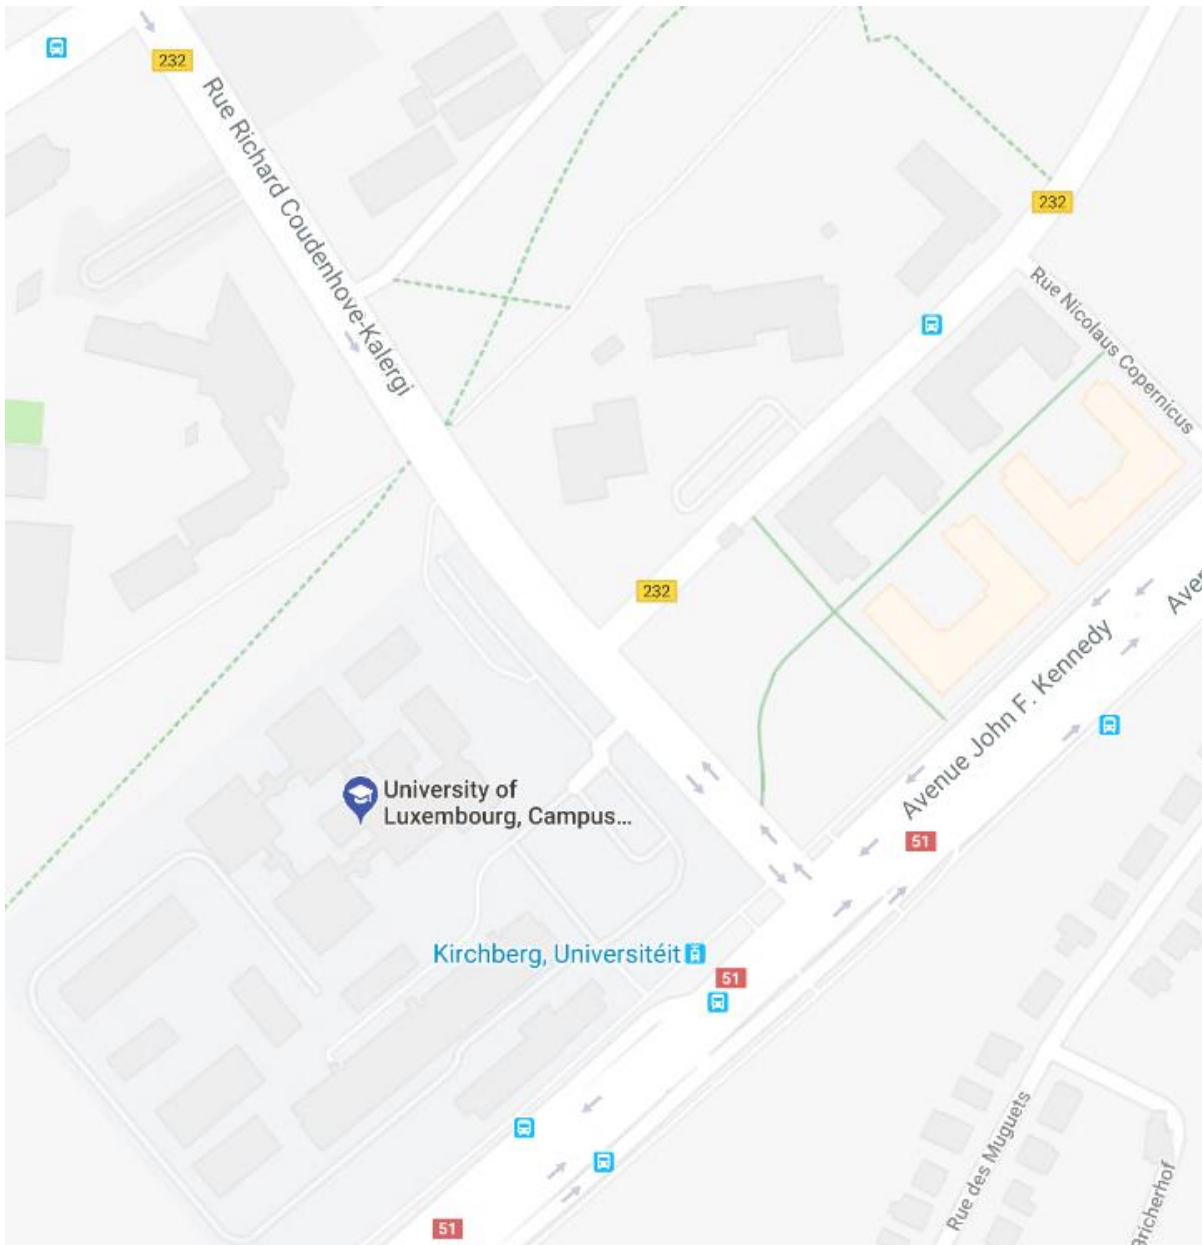 232
Rue Richard Coudenhove-Kalergi
232
Rue Nicolaus Copernicus
232
Avenue John F. Kennedy
University of
Luxembourg, Campus...
51
Kirchberg, Universitéit
51
Rue des Muguets
Bricherhof
51